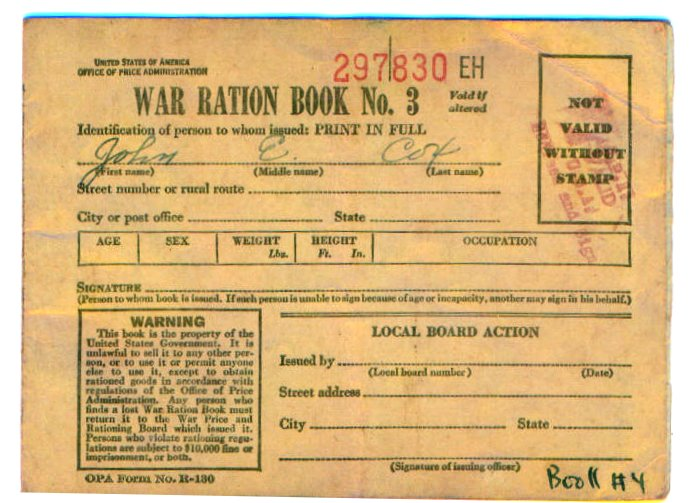 UNITED STATES OF AMERICA
OFFICE OF PRICE ADMINISTRATION
297830 EH
WAR RATION BOOK No. 3
Void if
altered
NOT
VALID
WITHOUT
STAMP
Identification of person to whom issued: PRINT IN FULL
John E. Cox
(First name) (Middle name) (Last name)
Street number or rural route
City or post office State
AGE SEX WEIGHT HEIGHT OCCUPATION
Lbs. Ft. In.
SIGNATURE
(Person to whom book is issued. If such person is unable to sign because of age or incapacity, another may sign in his behalf.)
WARNING
This book is the property of the
United States Government. It is
unlawful to sell it to any other per-
son, or to use it or permit anyone
else to use it, except to obtain
rationed goods in accordance with
regulations of the Office of Price
Administration. Any person who
finds a lost War Ration Book must
return it to the War Price and
Rationing Board which issued it.
Persons who violate rationing regu-
lations are subject to $10,000 fine or
imprisonment, or both.
OPA Form No. R-130
LOCAL BOARD ACTION
Issued by
(Local board number) (Date)
Street address
City State
(Signature of issuing officer)
Book #4